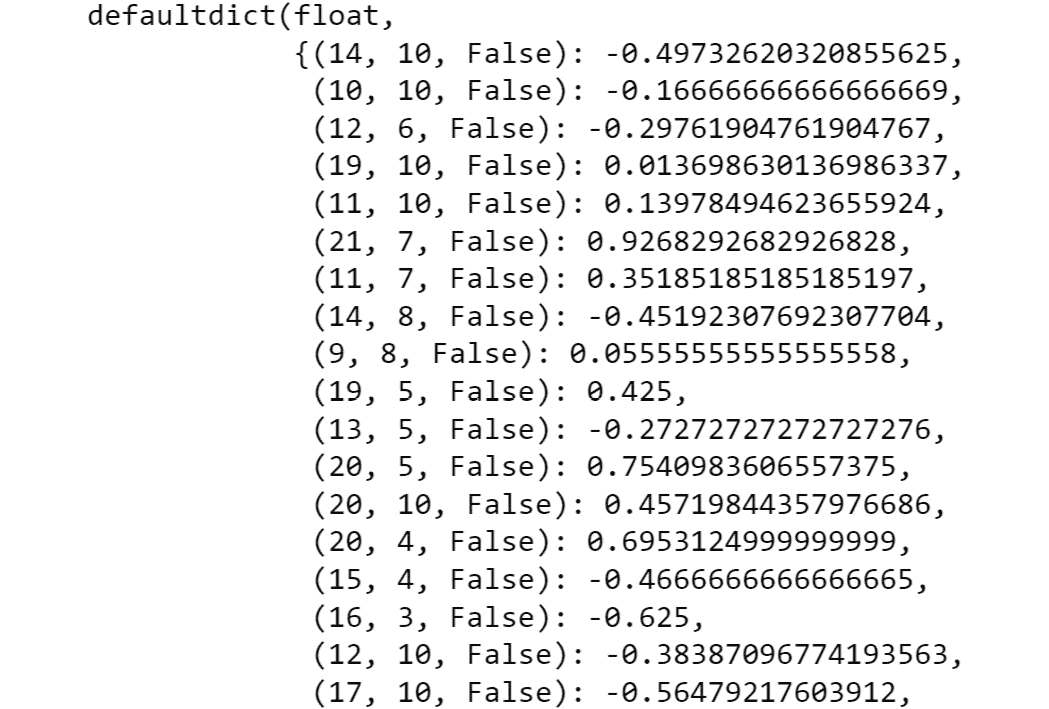 defaultdict(float,
{(14, 10, False): -0.49732620320855625,
(10, 10, False): -0.16666666666666669,
(12, 6, False): -0.29761904761904767,
(19, 10, False): 0.013698630136986337,
(11, 10, False): 0.13978494623655924,
(21, 7, False): 0.9268292682926828,
(11, 7, False): 0.35185185185185197,
(14, 8, False): -0.45192307692307704,
(9, 8, False): 0.05555555555555558,
(19, 5, False): 0.425,
(13, 5, False): -0.27272727272727276,
(20, 5, False): 0.7540983606557375,
(20, 10, False): 0.45719844357976686,
(20, 4, False): 0.6953124999999999,
(15, 4, False): -0.4666666666666665,
(16, 3, False): -0.625,
(12, 10, False): -0.38387096774193563,
(17, 10, False): -0.56479217603912,